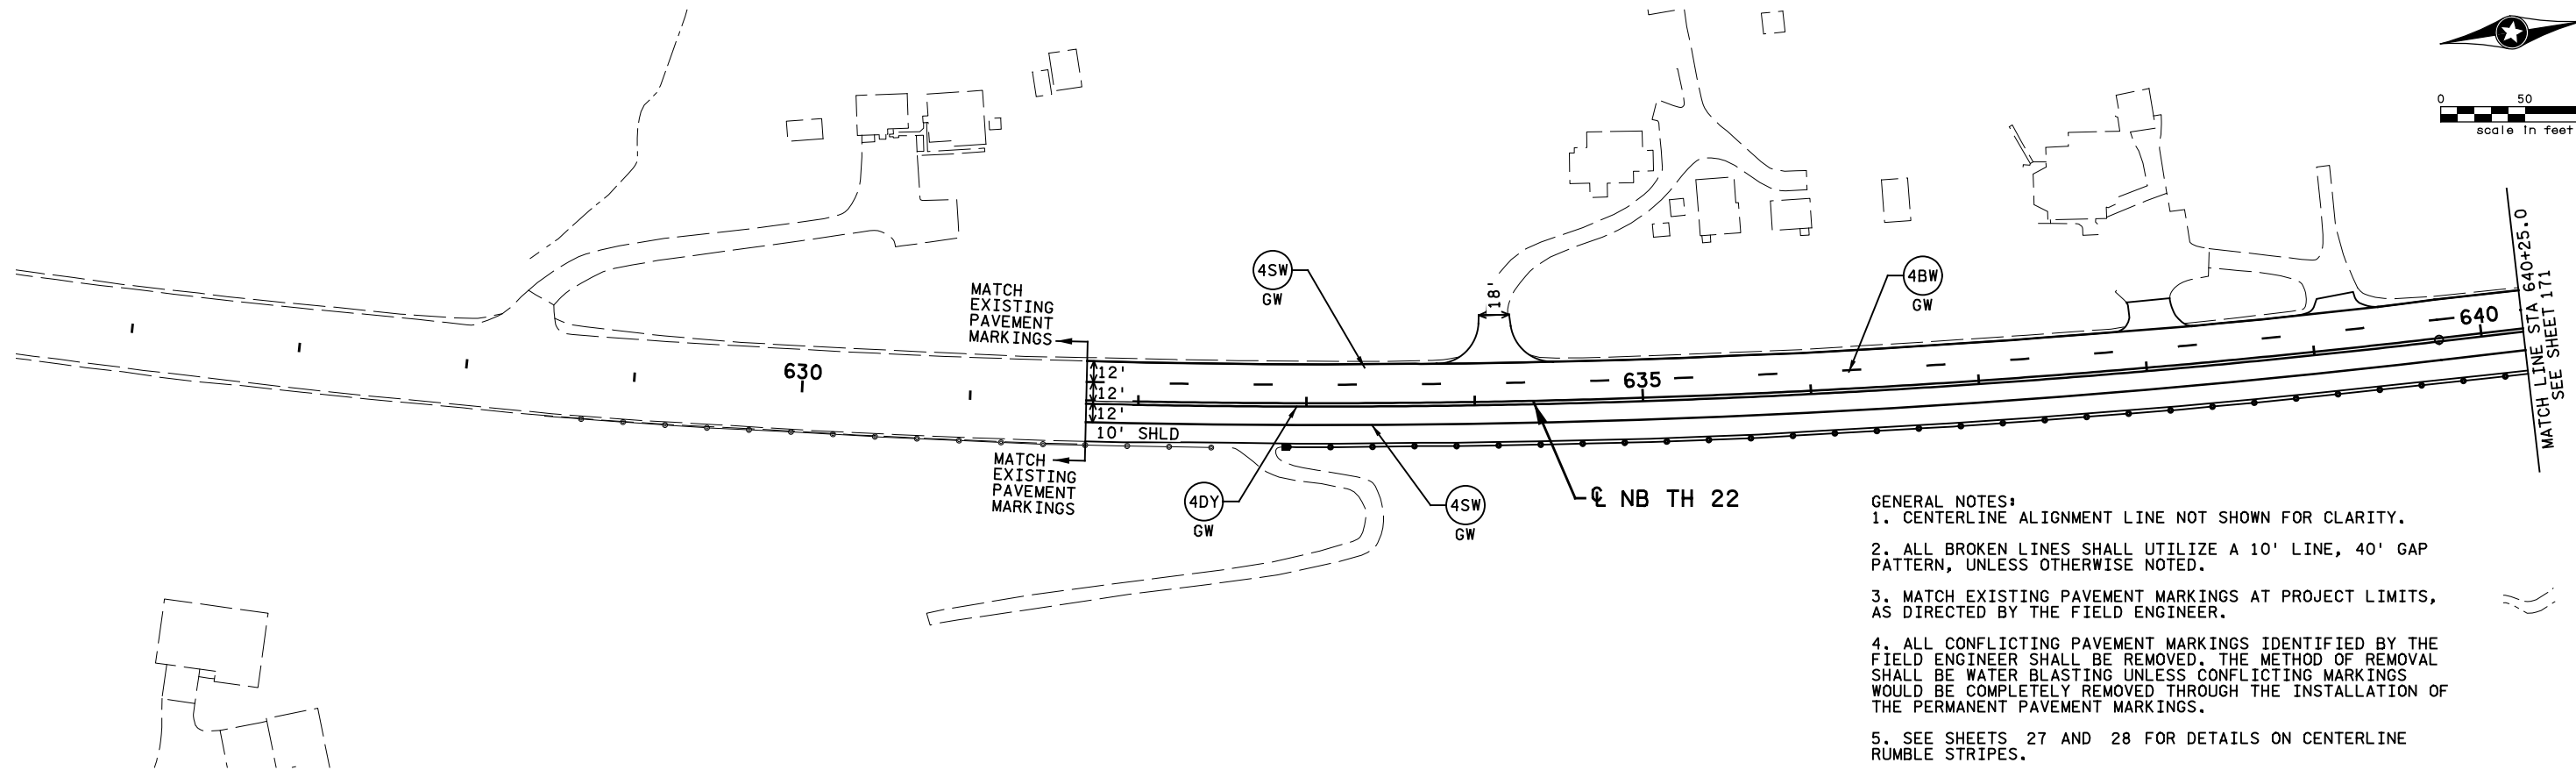 0 50
scale in feet
MATCH LINE STA 640+25.0
SEE SHEET 171
MATCH
EXISTING
PAVEMENT
MARKINGS
4SW
GW
18'
4BW
GW
630
635
640
12'
12'
12'
10' SHLD
MATCH
EXISTING
PAVEMENT
MARKINGS
4DY
GW
4SW
GW
℄ NB TH 22
GENERAL NOTES:
1. CENTERLINE ALIGNMENT LINE NOT SHOWN FOR CLARITY.
2. ALL BROKEN LINES SHALL UTILIZE A 10' LINE, 40' GAP
PATTERN, UNLESS OTHERWISE NOTED.
3. MATCH EXISTING PAVEMENT MARKINGS AT PROJECT LIMITS,
AS DIRECTED BY THE FIELD ENGINEER.
4. ALL CONFLICTING PAVEMENT MARKINGS IDENTIFIED BY THE
FIELD ENGINEER SHALL BE REMOVED. THE METHOD OF REMOVAL
SHALL BE WATER BLASTING UNLESS CONFLICTING MARKINGS
WOULD BE COMPLETELY REMOVED THROUGH THE INSTALLATION OF
THE PERMANENT PAVEMENT MARKINGS.
5. SEE SHEETS 27 AND 28 FOR DETAILS ON CENTERLINE
RUMBLE STRIPES.